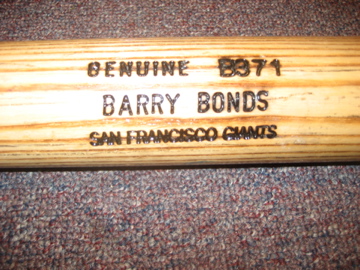 GENUINE B371
BARRY BONDS
SAN FRANCISCO GIANTS